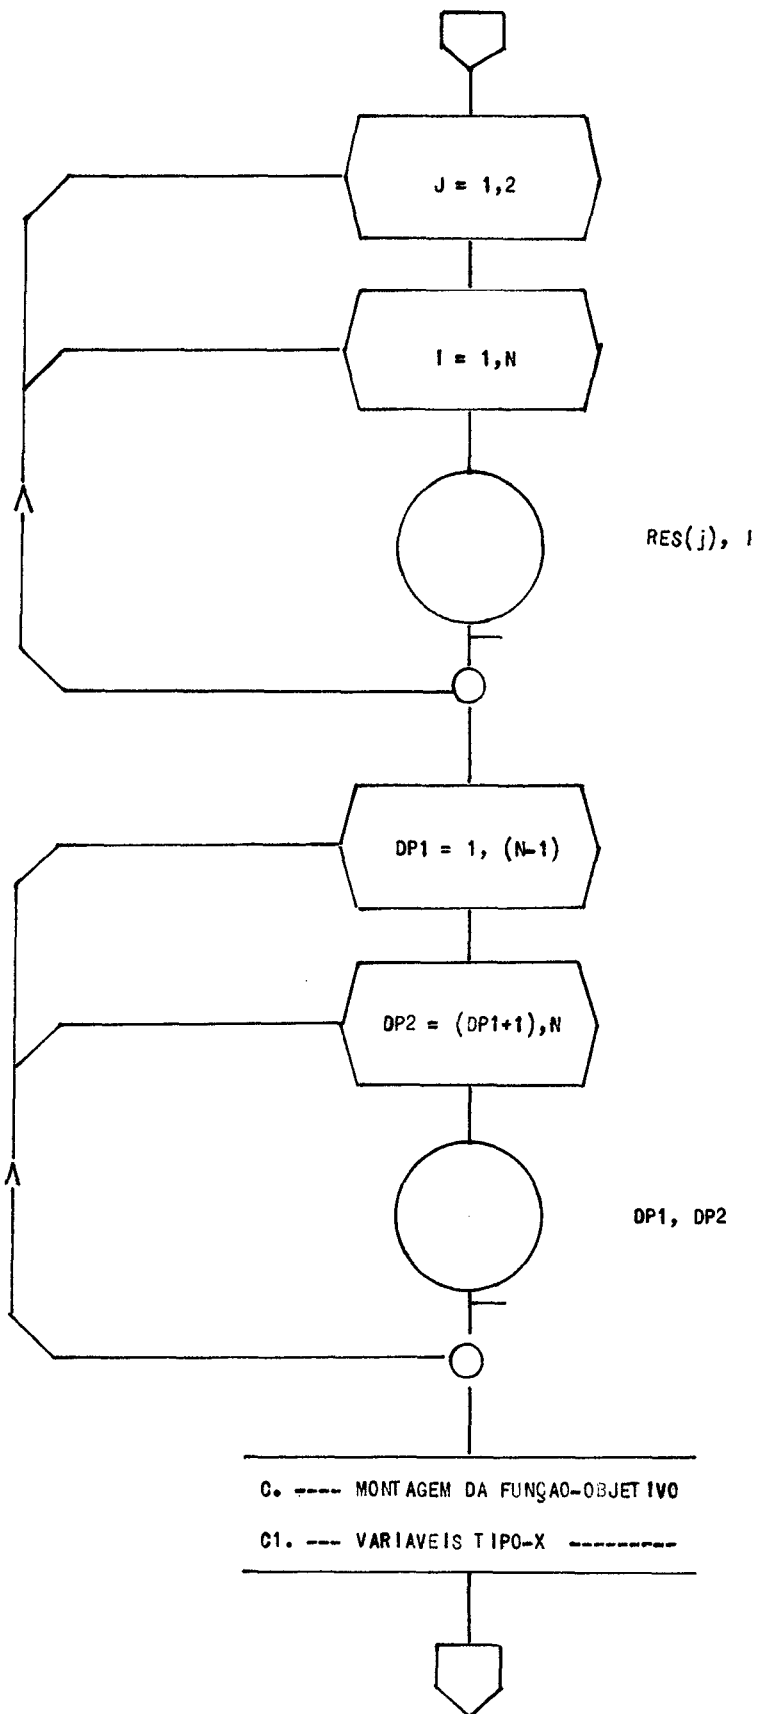 J = 1,2
I = 1,N
RES(j), I
DP1 = 1, (N-1)
DP2 = (DP1+1),N
DP1, DP2
C. ---- MONTAGEM DA FUNÇAO-OBJETIVO
C1. --- VARIAVEIS TIPO-X ---------